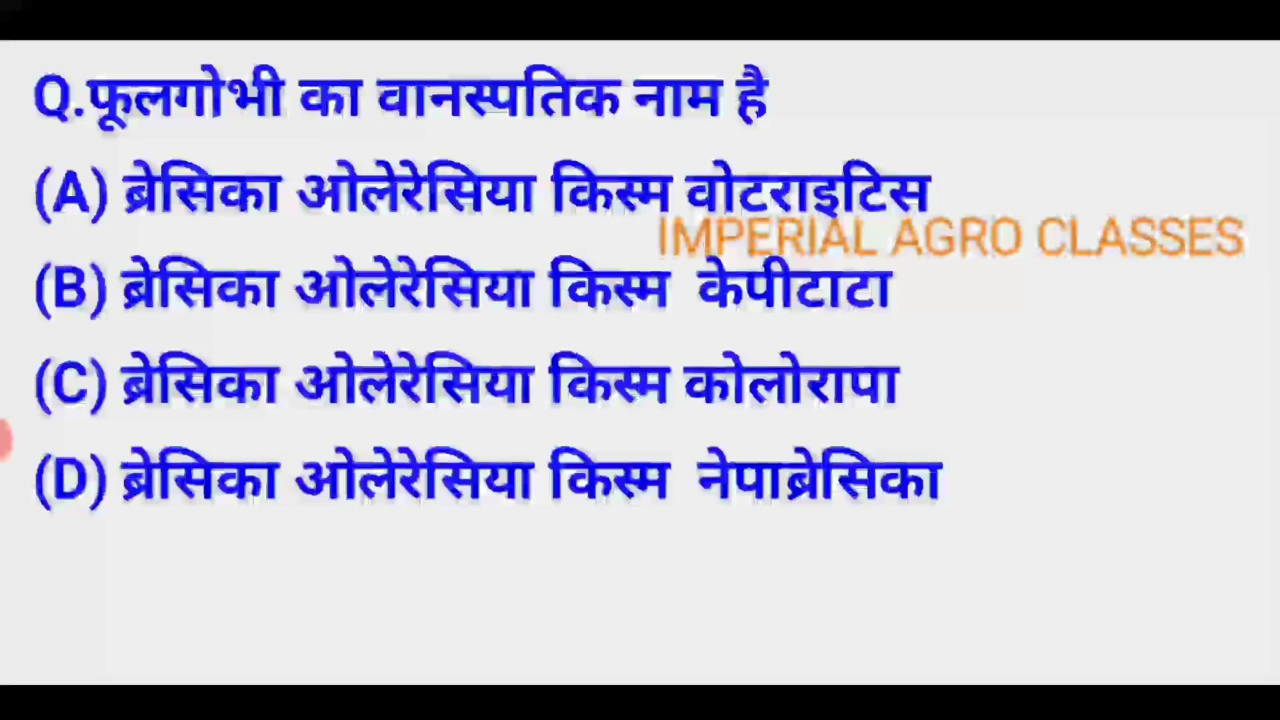 Q.फूलगोभी का वानस्पतिक नाम है
(A) ब्रेसिका ओलेरेसिया किस्म वोटराइटिस
IMPERIAL AGRO CLASSES
(B) ब्रेसिका ओलेरेसिया किस्म केपीटाटा
(C) ब्रेसिका ओलेरेसिया किस्म कोलोरापा
(D) ब्रेसिका ओलेरेसिया किस्म नेपाब्रेसिका